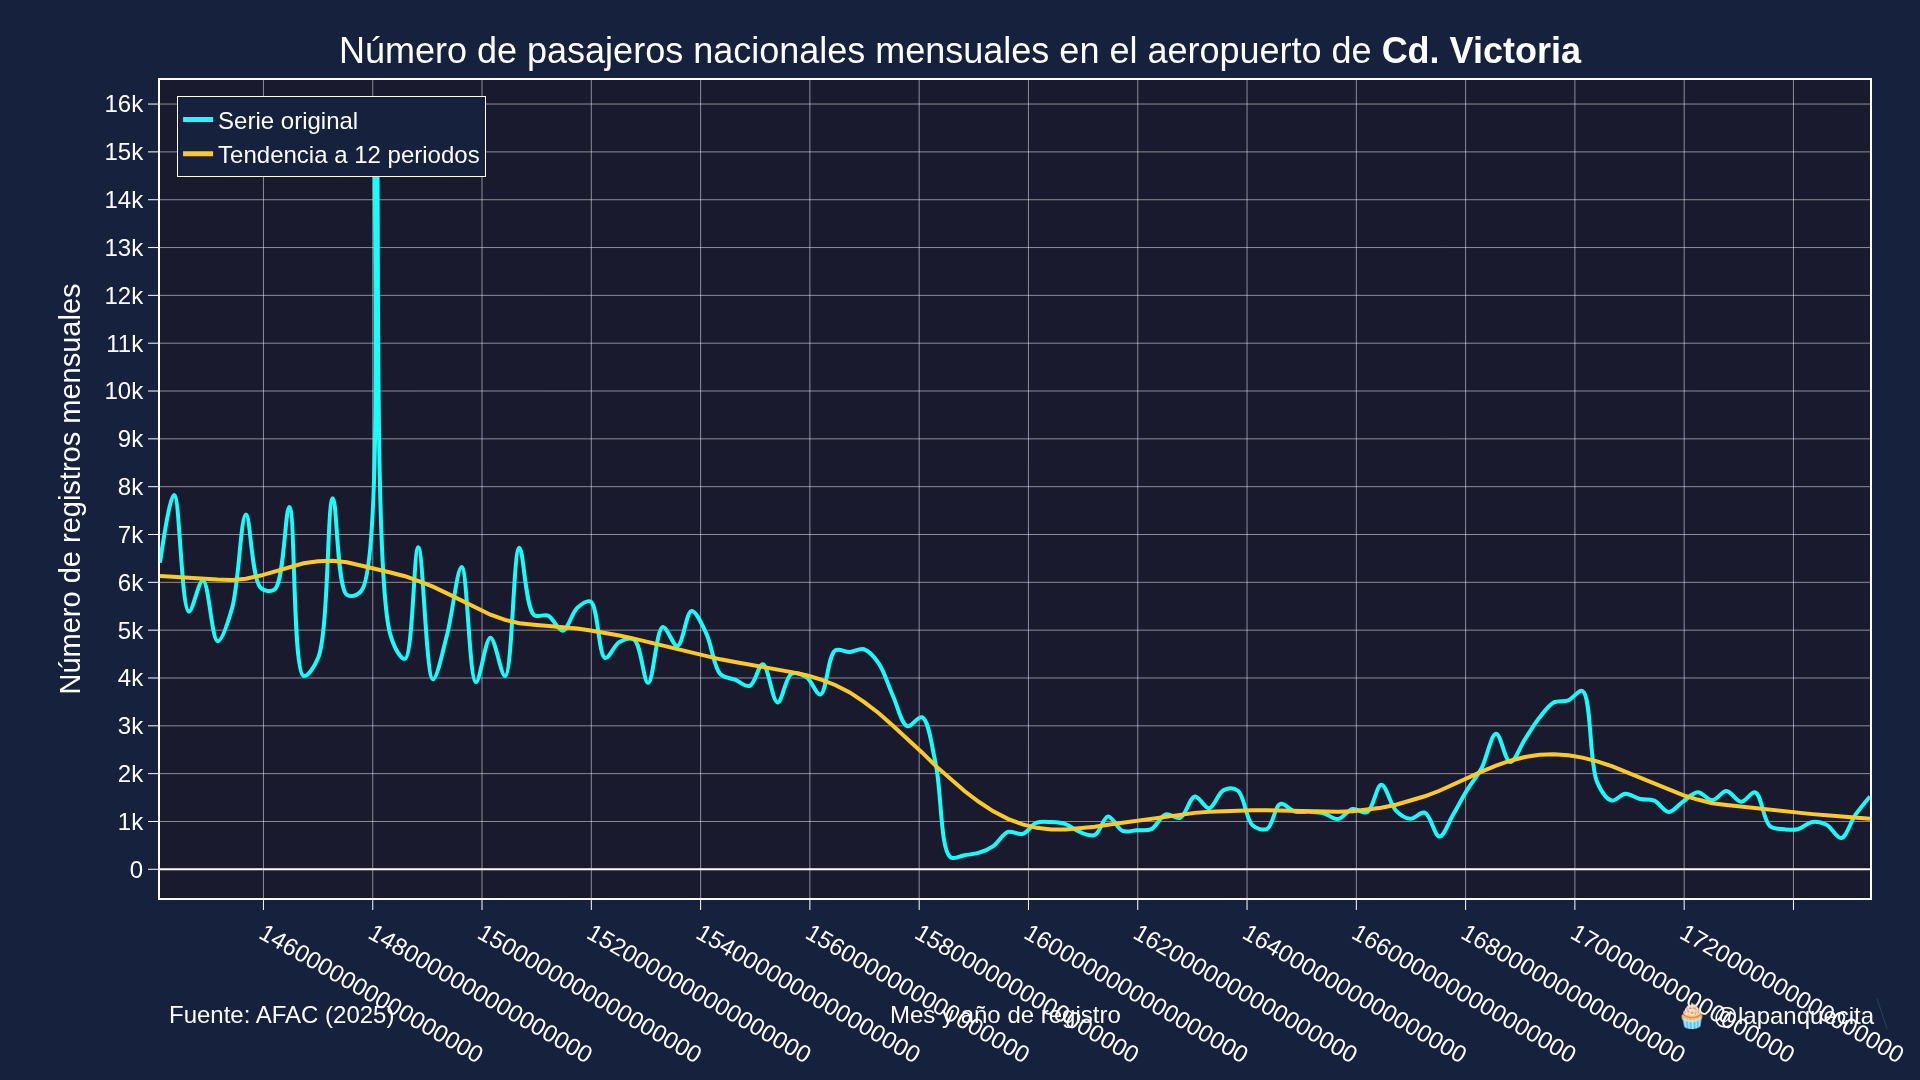 Número de pasajeros nacionales mensuales en el aeropuerto de Cd. Victoria
Serie original
Tendencia a 12 periodos
Número de registros mensuales
16k
15k
14k
13k
12k
11k
10k
9k
8k
7k
6k
5k
4k
3k
2k
1k
0
1460000000000000000
1480000000000000000
1500000000000000000
1520000000000000000
1540000000000000000
1560000000000000000
1580000000000000000
1600000000000000000
1620000000000000000
1640000000000000000
1660000000000000000
1680000000000000000
1700000000000000000
1720000000000000000
Fuente: AFAC (2025)
Mes y año de registro
🧁 @lapanquecita